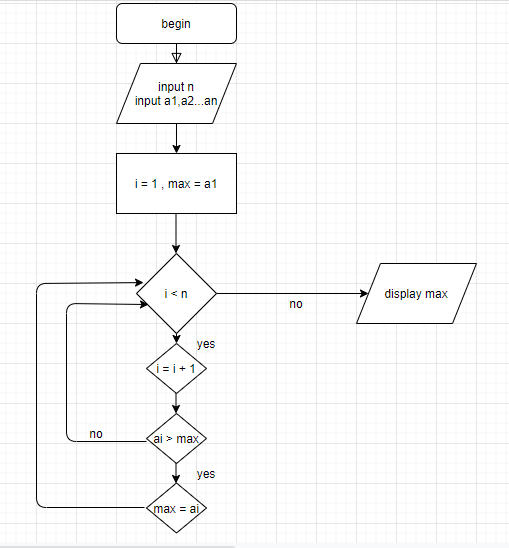 begin
input n
input a1,a2...an
i = 1 , max = a1
i < n
display max
no
yes
i = i + 1
no
ai > max
yes
max = ai